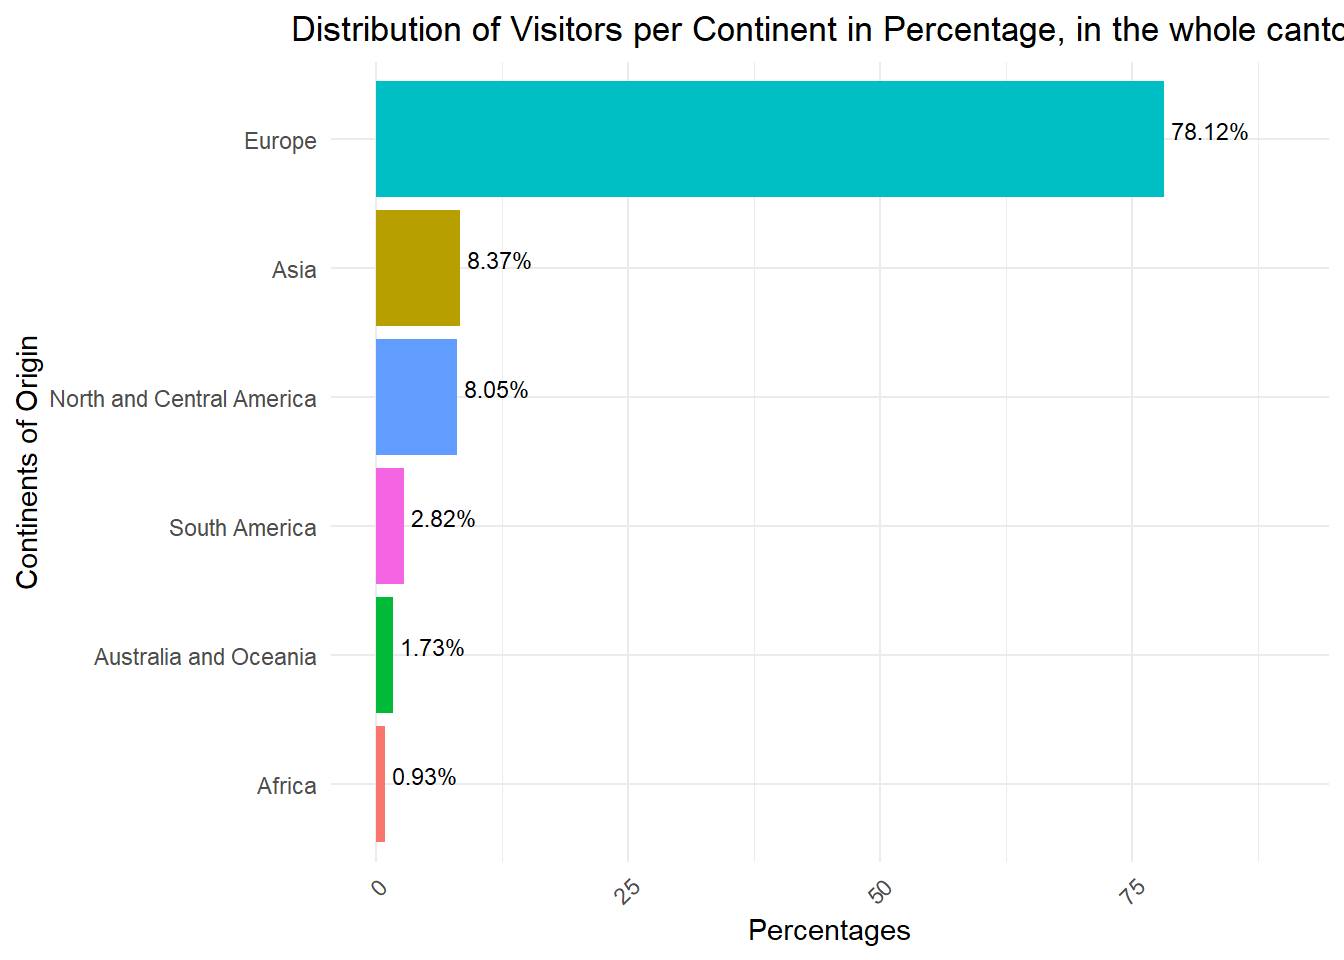 Distribution of Visitors per Continent in Percentage, in the whole
Europe
78.12%
Asia
8.37%
North and Central America
8.05%
South America
2.82%
Australia and Oceania
1.73%
Africa
0.93%
Continents of Origin
0
25
50
75
Percentages